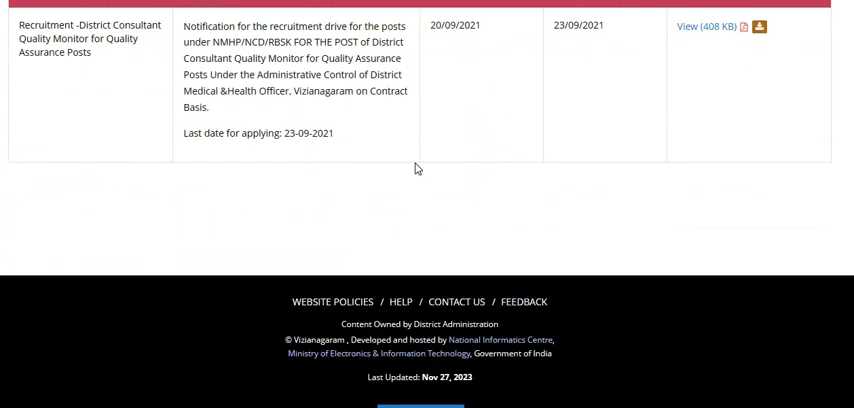 Recruitment -District Consultant
Quality Monitor for Quality
Assurance Posts
Notification for the recruitment drive for the posts
under NMHP/NCD/RBSK FOR THE POST of District
Consultant Quality Monitor for Quality Assurance
Posts Under the Administrative Control of District
Medical &Health Officer, Vizianagaram on Contract
Basis.
Last date for applying: 23-09-2021
20/09/2021
23/09/2021
View (408 KB)
WEBSITE POLICIES / HELP / CONTACT US / FEEDBACK
Content Owned by District Administration
© Vizianagaram , Developed and hosted by National Informatics Centre,
Ministry of Electronics & Information Technology, Government of India
Last Updated: Nov 27, 2023